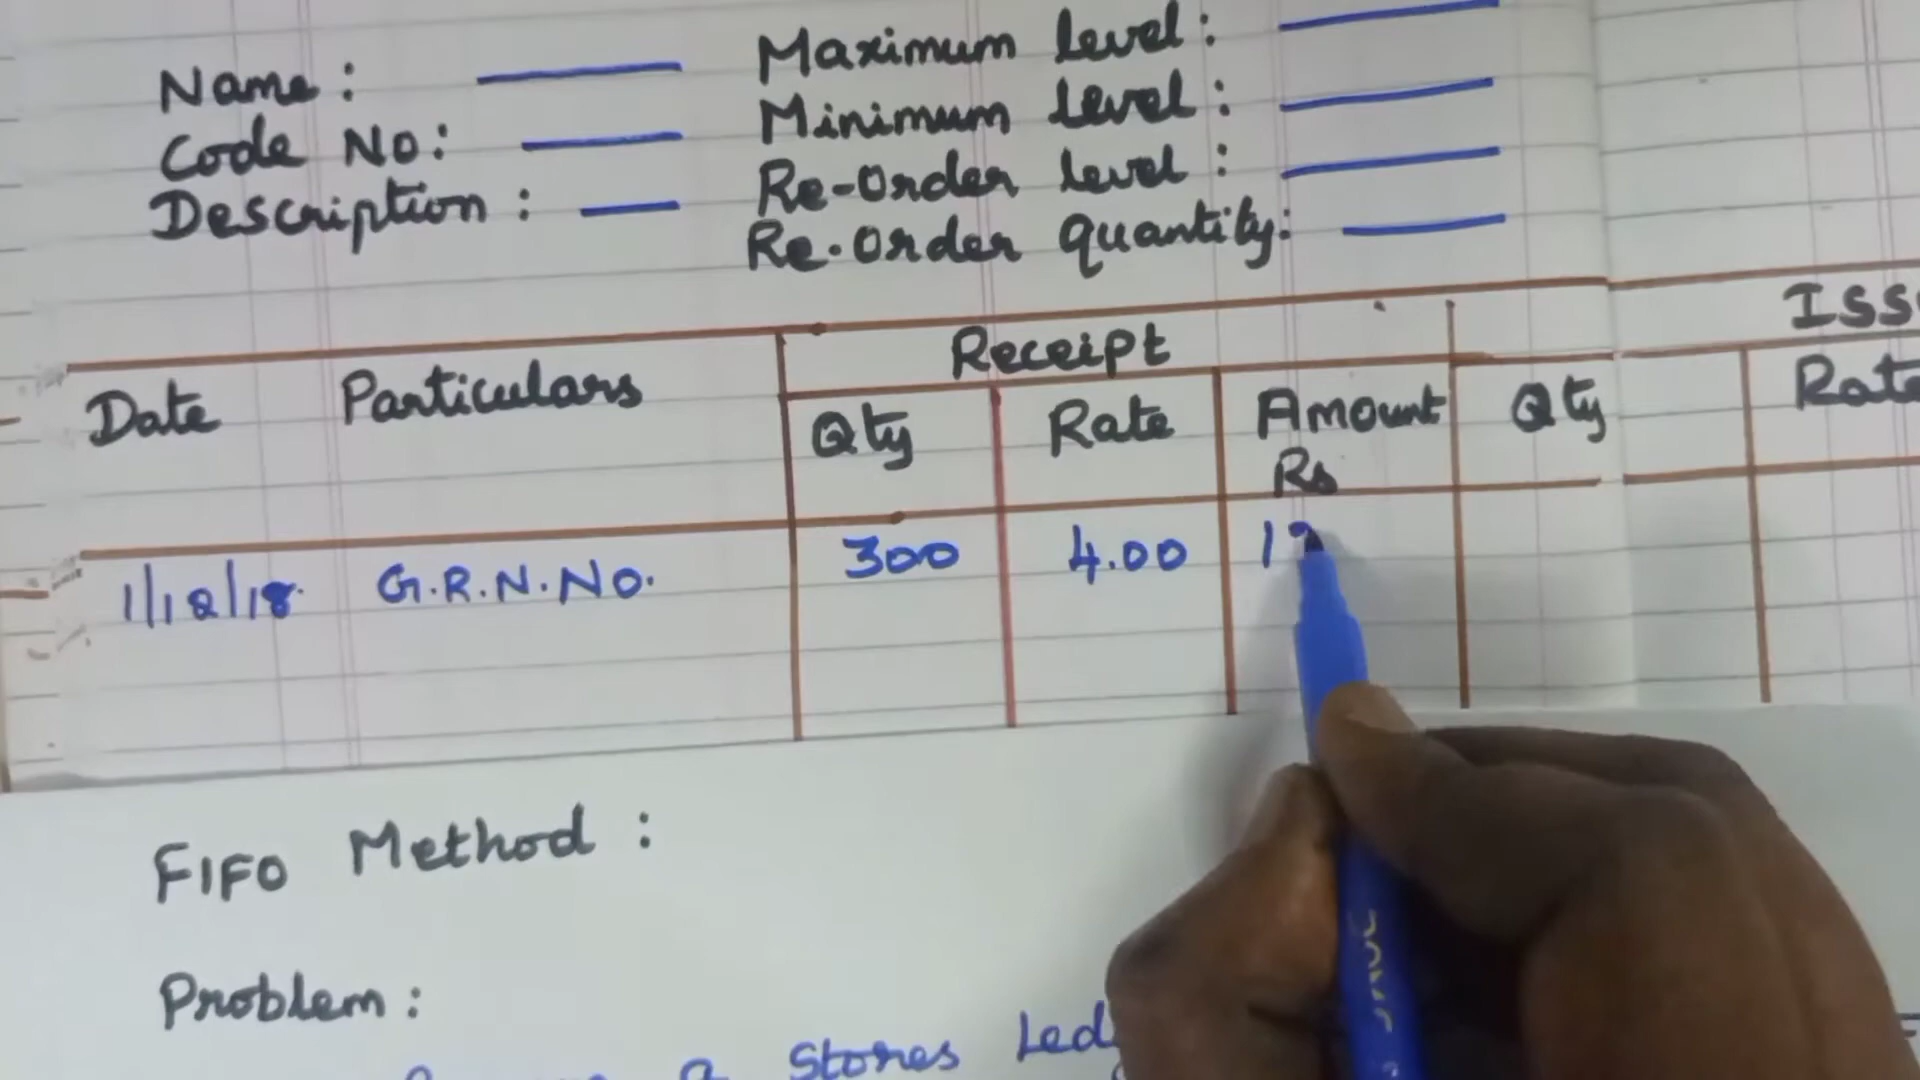 Name :
Code No:
Description :
Maximum level:
Minimum level:
Re-Order level:
Re-Order quantity:
Date Particulars Receipt
Qty Rate Amount Rs Qty Rate
1/12/18. G.R.N.No. 300 4.00
FIFO Method :
Problem :
a Stores